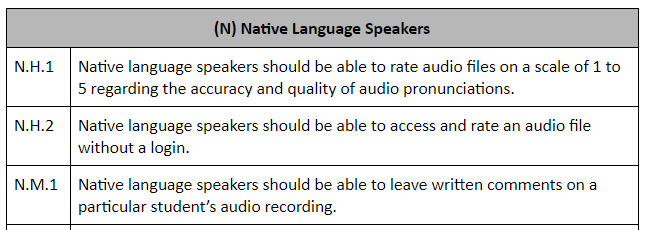 (N) Native Language Speakers
N.H.1 Native language speakers should be able to rate audio files on a scale of 1 to
5 regarding the accuracy and quality of audio pronunciations.
N.H.2 Native language speakers should be able to access and rate an audio file
without a login.
N.M.1 Native language speakers should be able to leave written comments on a
particular student's audio recording.